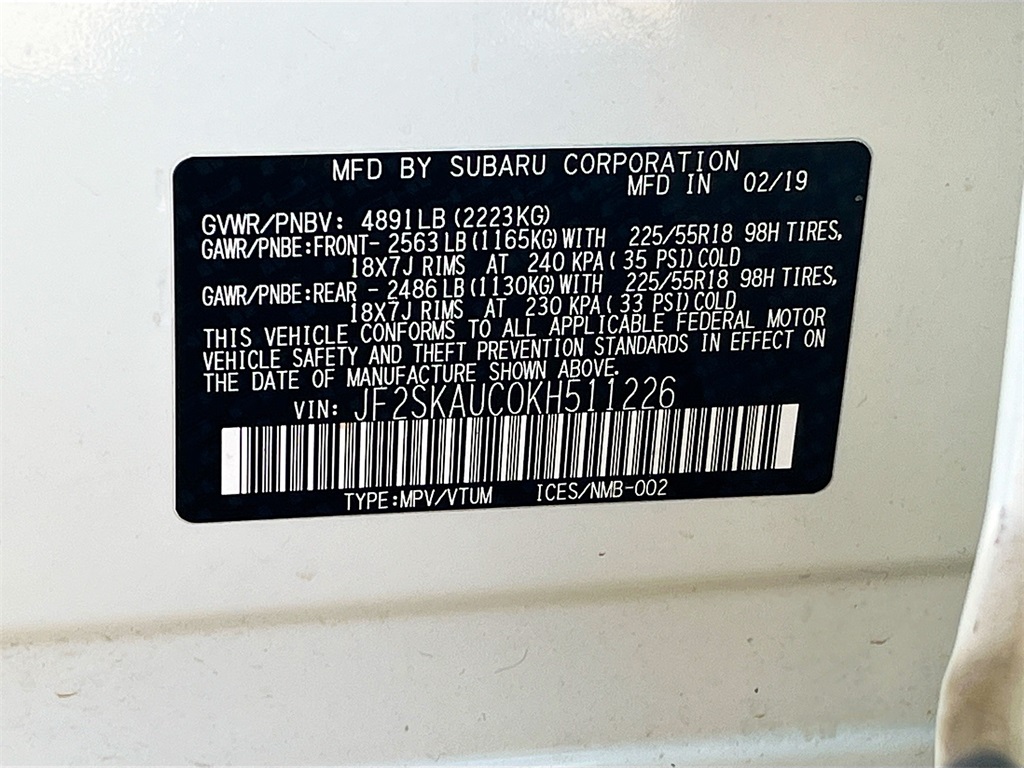 MFD BY SUBARU CORPORATION
MFD IN 02/19
GVWR/PNBV: 4891LB (2223KG)
GAWR/PNBE:FRONT- 2563 LB (1165KG) WITH 225/55R18 98H TIRES,
18X7J RIMS AT 240 KPA ( 35 PSI) COLD
GAWR/PNBE:REAR - 2486 LB (1130KG) WITH 225/55R18 98H TIRES,
18X7J RIMS AT 230 KPA ( 33 PSI) COLD
THIS VEHICLE CONFORMS TO ALL APPLICABLE FEDERAL MOTOR
VEHICLE SAFETY AND THEFT PREVENTION STANDARDS IN EFFECT ON
THE DATE OF MANUFACTURE SHOWN ABOVE.
VIN: JF2SKAUC0KH511226
TYPE:MPV/VTUM ICES/NMB-002